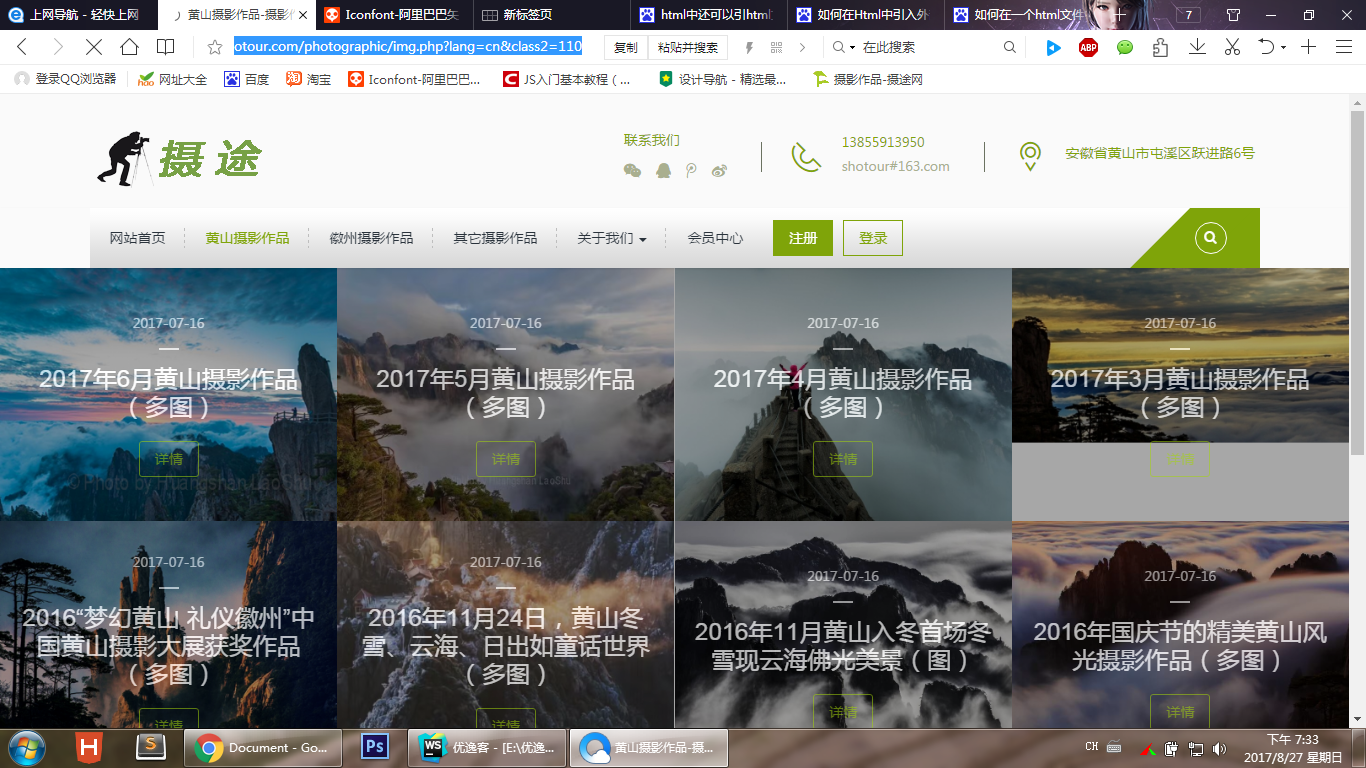 上网导航 - 轻快上网
黄山摄影作品-摄影作
Iconfont-阿里巴巴矢
新标签页
html中还可以引htm
如何在Html中引入外
如何在一个html文件
7
otour.com/photographic/img.php?lang=cn&class2=110
复制
粘贴并搜索
在此搜索
ABP
登录QQ浏览器
网址大全
百度
淘宝
Iconfont-阿里巴巴...
JS入门基本教程（...
设计导航 - 精选最...
摄影作品-摄途网
摄途
联系我们
13855913950
shotour#163.com
安徽省黄山市屯溪区跃进路6号
网站首页
黄山摄影作品
徽州摄影作品
其它摄影作品
关于我们
会员中心
注册
登录
2017-07-16
2017年6月黄山摄影作品
（多图）
详情
© Photo by Huangshan LaoShu
2017-07-16
2017年5月黄山摄影作品
（多图）
详情
2017-07-16
2017年4月黄山摄影作品
（多图）
详情
2017-07-16
2017年3月黄山摄影作品
（多图）
详情
2017-07-16
2016“梦幻黄山 礼仪徽州”中
国黄山摄影大展获奖作品
（多图）
详情
2017-07-16
2016年11月24日，黄山冬
雪、云海、日出如童话世界
（多图）
详情
2017-07-16
2016年11月黄山入冬首场冬
雪现云海佛光美景（图）
详情
2017-07-16
2016年国庆节的精美黄山风
光摄影作品（多图）
详情
Document - Go...
Ps
WS
优逸客 - [E:\优逸...
黄山摄影作品-摄...
CH
下午 7:33
2017/8/27 星期日